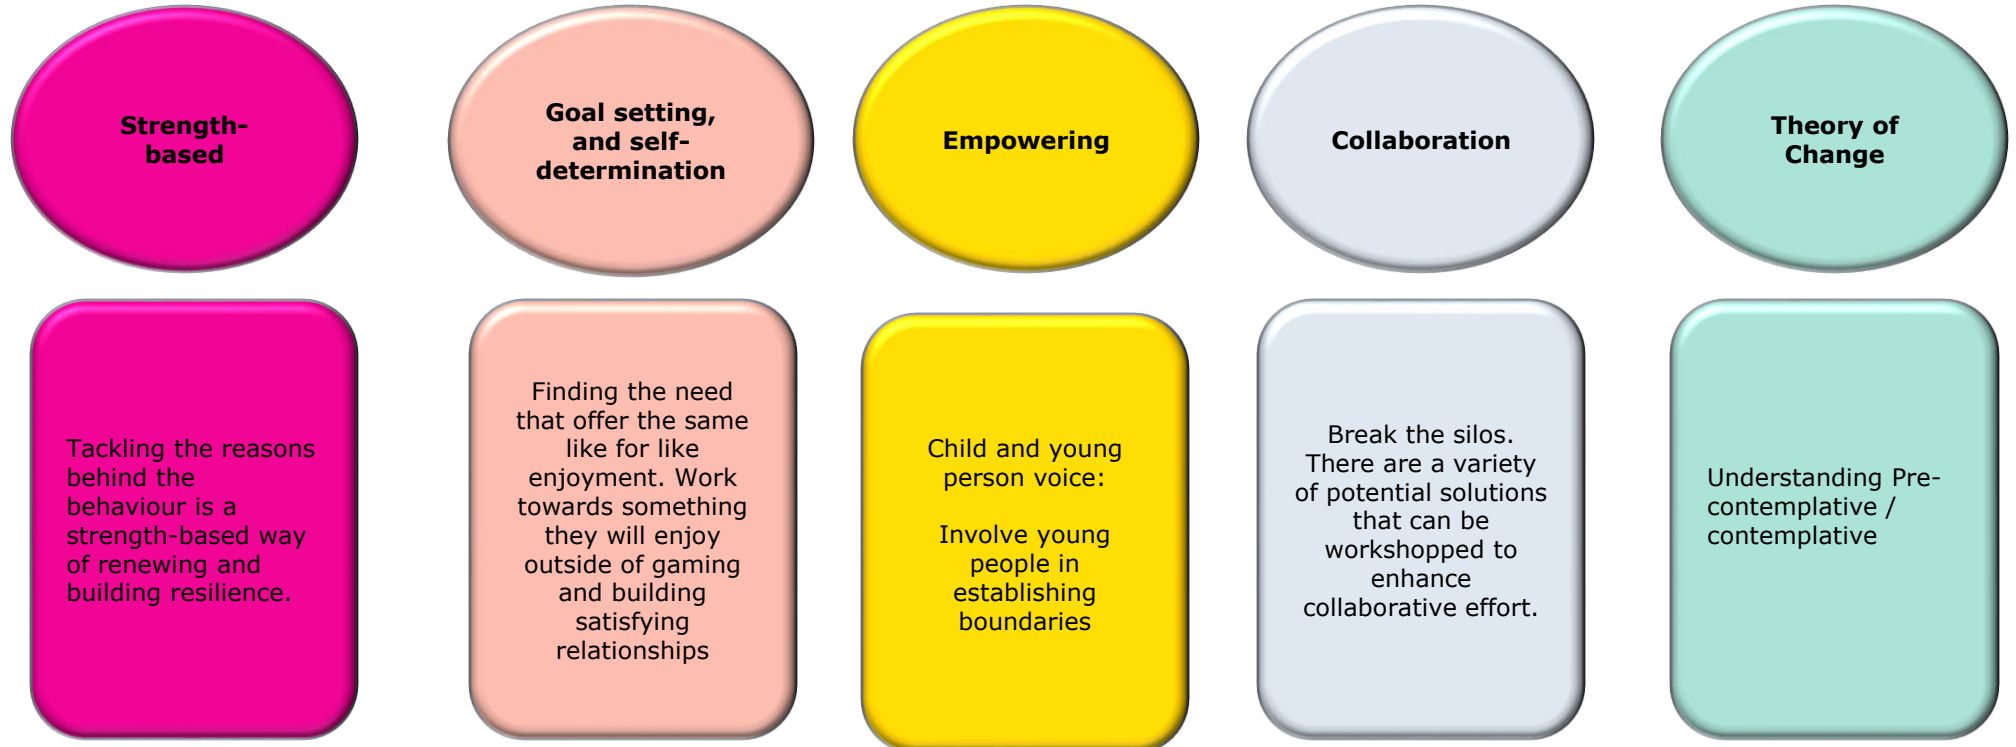 Strength-
based
Goal setting,
and self-
determination
Empowering
Collaboration
Theory of
Change
Tackling the reasons
behind the
behaviour is a
strength-based way
of renewing and
building resilience.
Finding the need
that offer the same
like for like
enjoyment. Work
towards something
they will enjoy
outside of gaming
and building
satisfying
relationships
Child and young
person voice:
Involve young
people in
establishing
boundaries
Break the silos.
There are a variety
of potential solutions
that can be
workshopped to
enhance
collaborative effort.
Understanding Pre-
contemplative /
contemplative